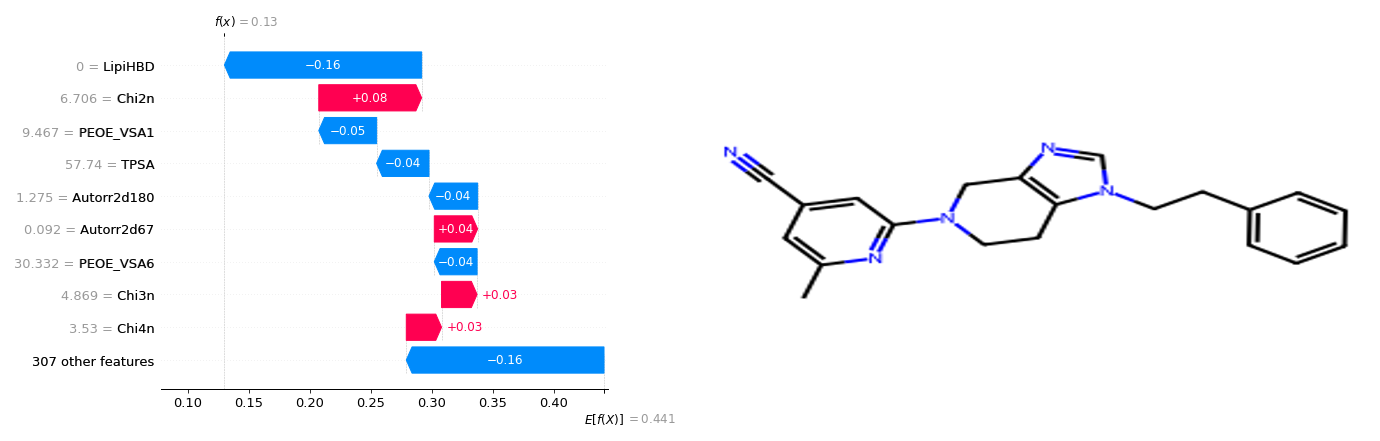 f(x) = 0.13
0 = LipiHBD −0.16
6.706 = Chi2n +0.08
9.467 = PEOE_VSA1 −0.05
57.74 = TPSA −0.04
1.275 = Autorr2d180 −0.04
0.092 = Autorr2d67 +0.04
30.332 = PEOE_VSA6 −0.04
4.869 = Chi3n +0.03
3.53 = Chi4n +0.03
307 other features −0.16
0.10 0.15 0.20 0.25 0.30 0.35 0.40
E[f(X)] = 0.441
N
N
N
N
N